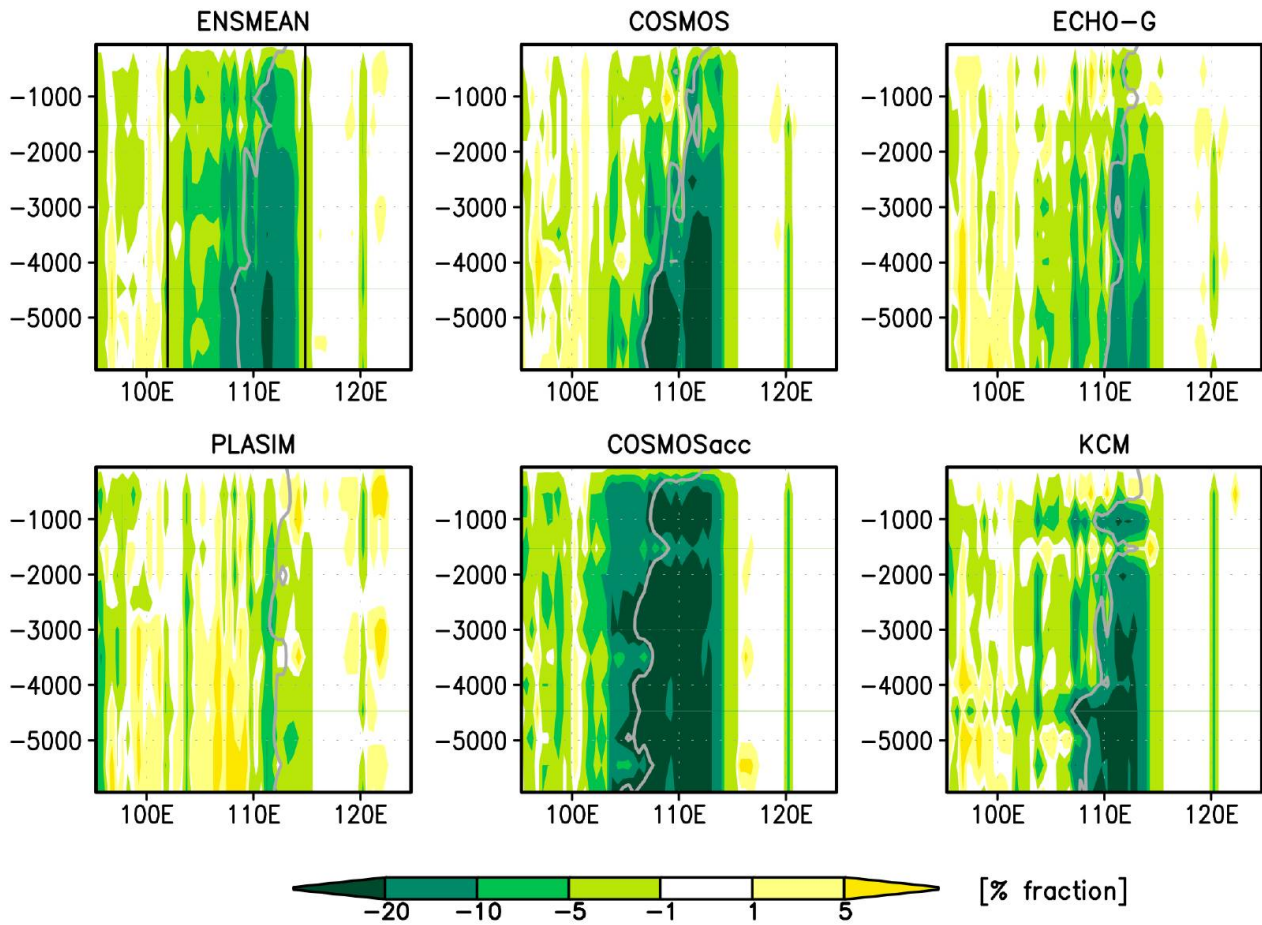 ENSMEAN COSMOS ECHO-G
-1000 -1000 -1000
-2000 -2000 -2000
-3000 -3000 -3000
-4000 -4000 -4000
-5000 -5000 -5000
100E 110E 120E 100E 110E 120E 100E 110E 120E
PLASIM COSMOSacc KCM
-1000 -1000 -1000
-2000 -2000 -2000
-3000 -3000 -3000
-4000 -4000 -4000
-5000 -5000 -5000
100E 110E 120E 100E 110E 120E 100E 110E 120E
[% fraction]
-20 -10 -5 -1 1 5